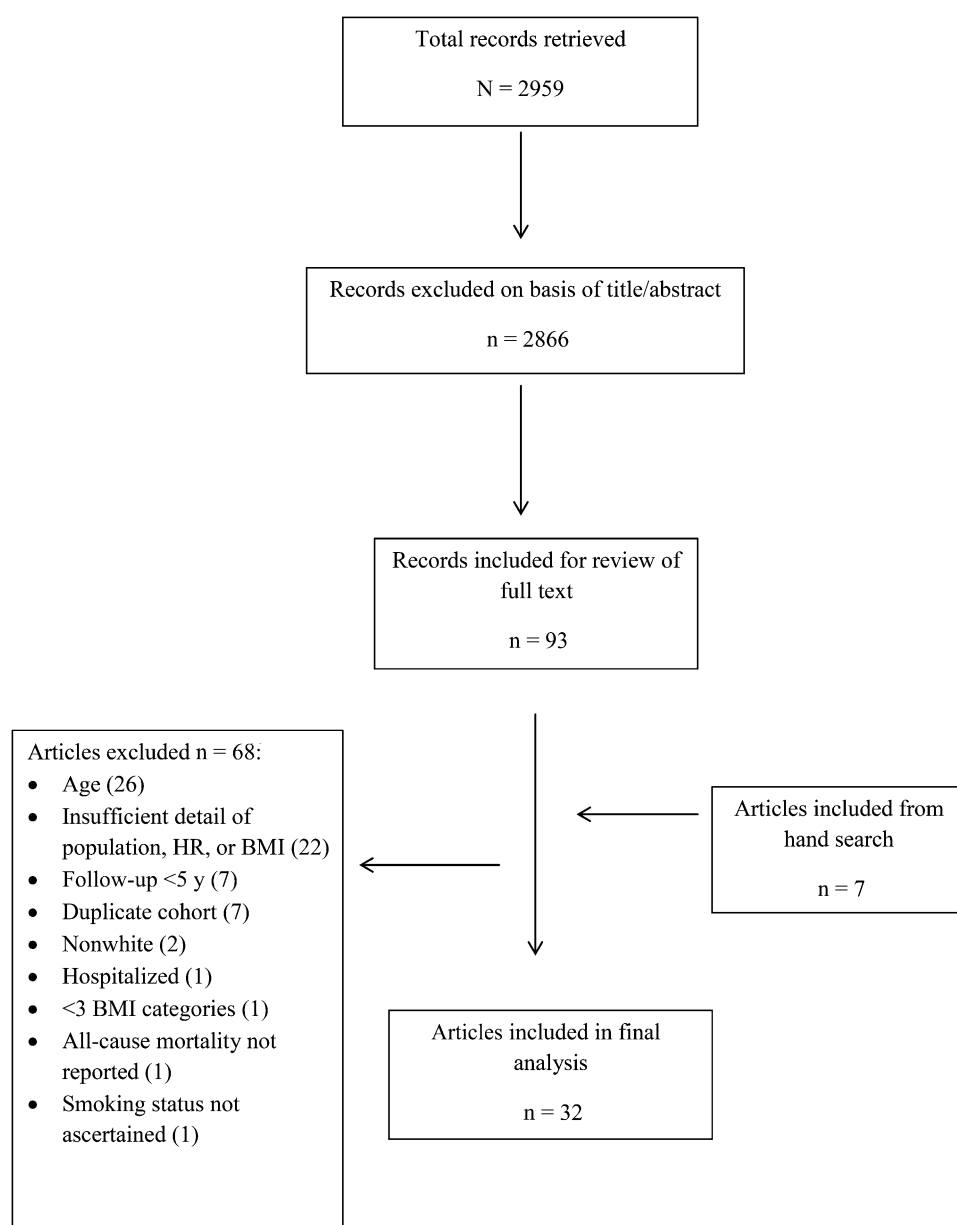 Total records retrieved
N = 2959
Records excluded on basis of title/abstract
n = 2866
Records included for review of
full text
n = 93
Articles excluded n = 68:
• Age (26)
• Insufficient detail of
population, HR, or BMI (22)
• Follow-up <5 y (7)
• Duplicate cohort (7)
• Nonwhite (2)
• Hospitalized (1)
• <3 BMI categories (1)
• All-cause mortality not
reported (1)
• Smoking status not
ascertained (1)
Articles included from
hand search
n = 7
Articles included in final
analysis
n = 32